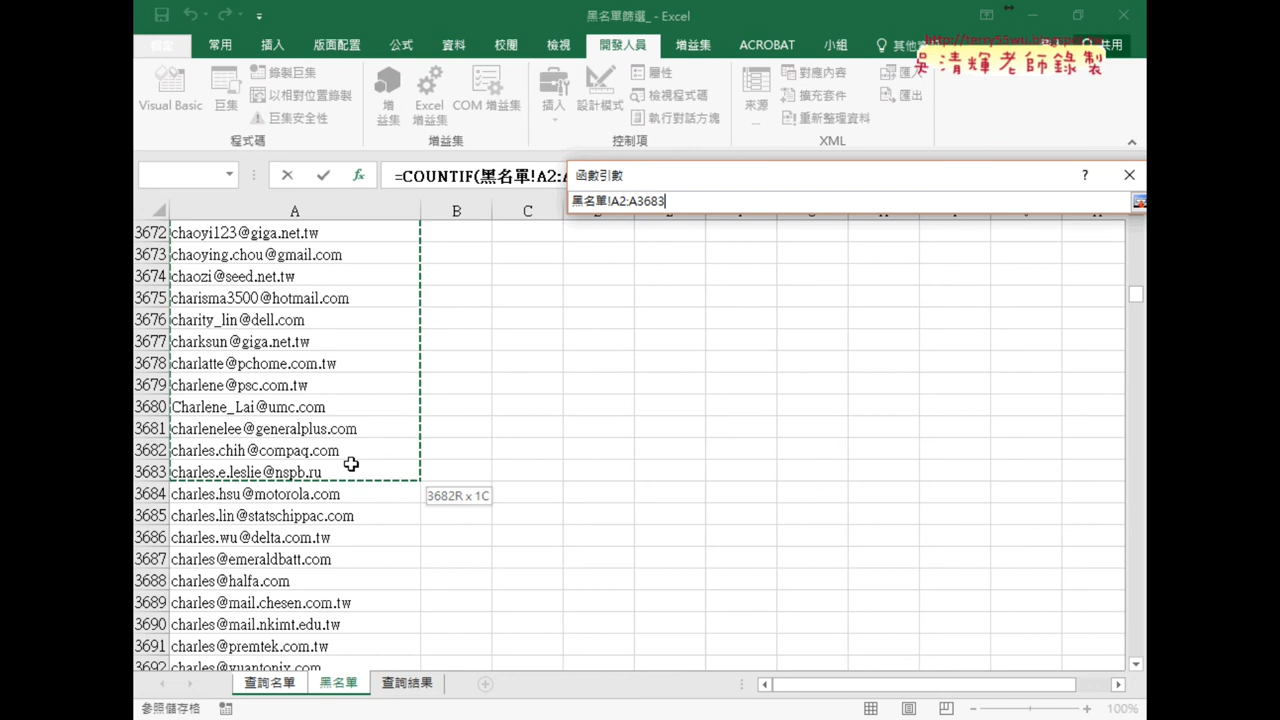 黑名單篩選_ - Excel
常用 插入 版面配置 公式 資料 校閱 檢視 開發人員 增益集 ACROBAT 小組 其他 共用
吳清輝老師錄製
Visual Basic 巨集 錄製巨集 以相對位置錄製 巨集安全性
增益集 Excel 增益集 COM 增益集
插入 設計模式 屬性 檢視程式碼 執行對話方塊
來源 對應內容 擴充套件 重新整理資料 匯入 匯出
程式碼 增益集 控制項 XML
=COUNTIF(黑名單!A2:A
函數引數
黑名單!A2:A3683
A B C
3672 chaoyi123@giga.net.tw
3673 chaoying.chou@gmail.com
3674 chaozi@seed.net.tw
3675 charisma3500@hotmail.com
3676 charity_lin@dell.com
3677 charksun@giga.net.tw
3678 charlatte@pchome.com.tw
3679 charlene@psc.com.tw
3680 Charlene_Lai@umc.com
3681 charlenelee@generalplus.com
3682 charles.chih@compaq.com
3683 charles.e.leslie@nspb.ru
3684 charles.hsu@motorola.com
3682R x 1C
3685 charles.lin@statschippac.com
3686 charles.wu@delta.com.tw
3687 charles@emeraldbatt.com
3688 charles@halfa.com
3689 charles@mail.chesen.com.tw
3690 charles@mail.nkimt.edu.tw
3691 charles@premtek.com.tw
3692 charles@yuantonix.com
查詢名單 黑名單 查詢結果
參照儲存格 100%